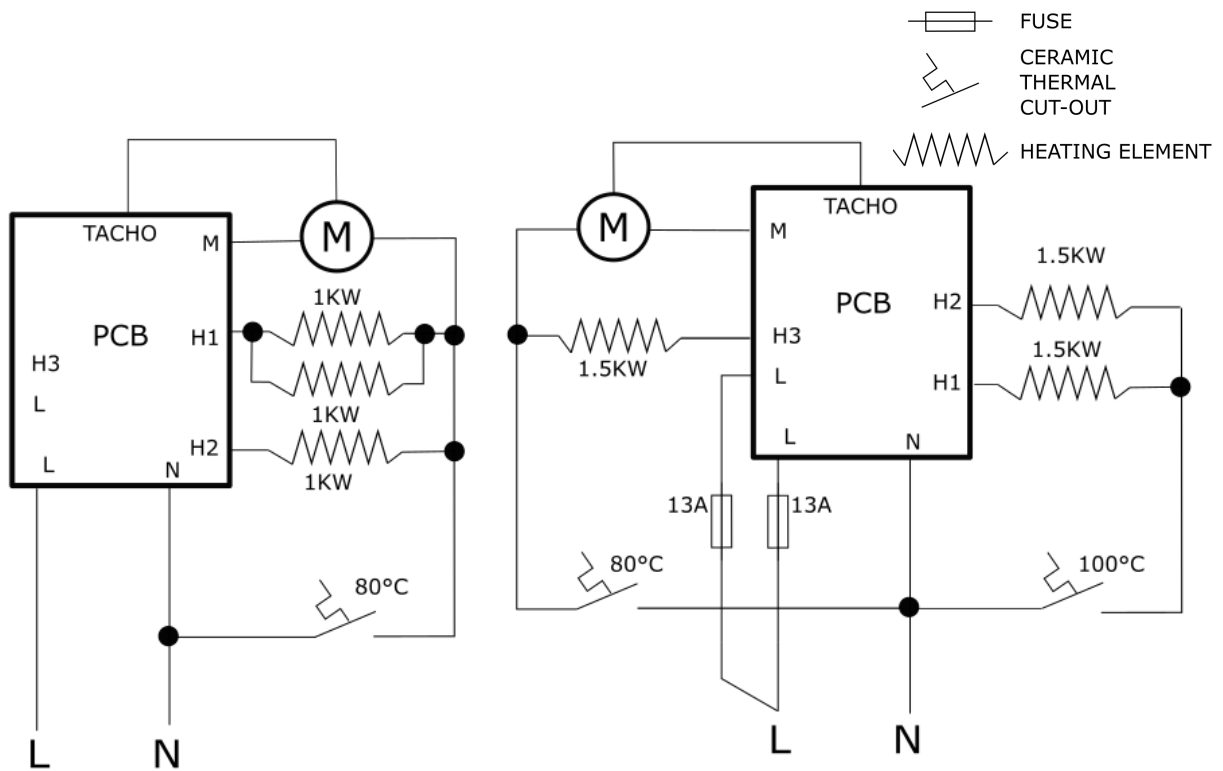 FUSE
CERAMIC
THERMAL
CUT-OUT
HEATING ELEMENT
TACHO
M
M
1KW
PCB
H1
H3
1KW
L
H2
1KW
L
N
80°C
L
N
TACHO
M
M
PCB
H2
1.5KW
H3
1.5KW
1.5KW
L
H1
L
N
13A
13A
80°C
100°C
L
N